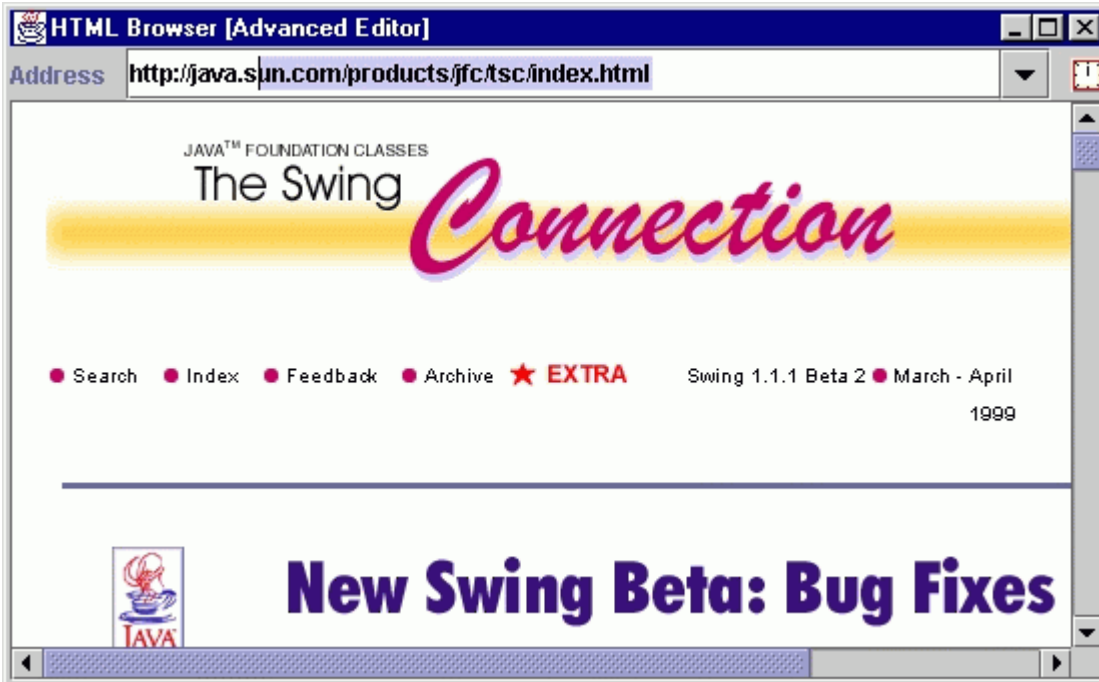 HTML Browser [Advanced Editor]
Address http://java.sun.com/products/jfc/tsc/index.html
JAVA™ FOUNDATION CLASSES
The Swing
Connection
Search Index Feedback Archive EXTRA Swing 1.1.1 Beta 2 March - April
1999
New Swing Beta: Bug Fixes
JAVA